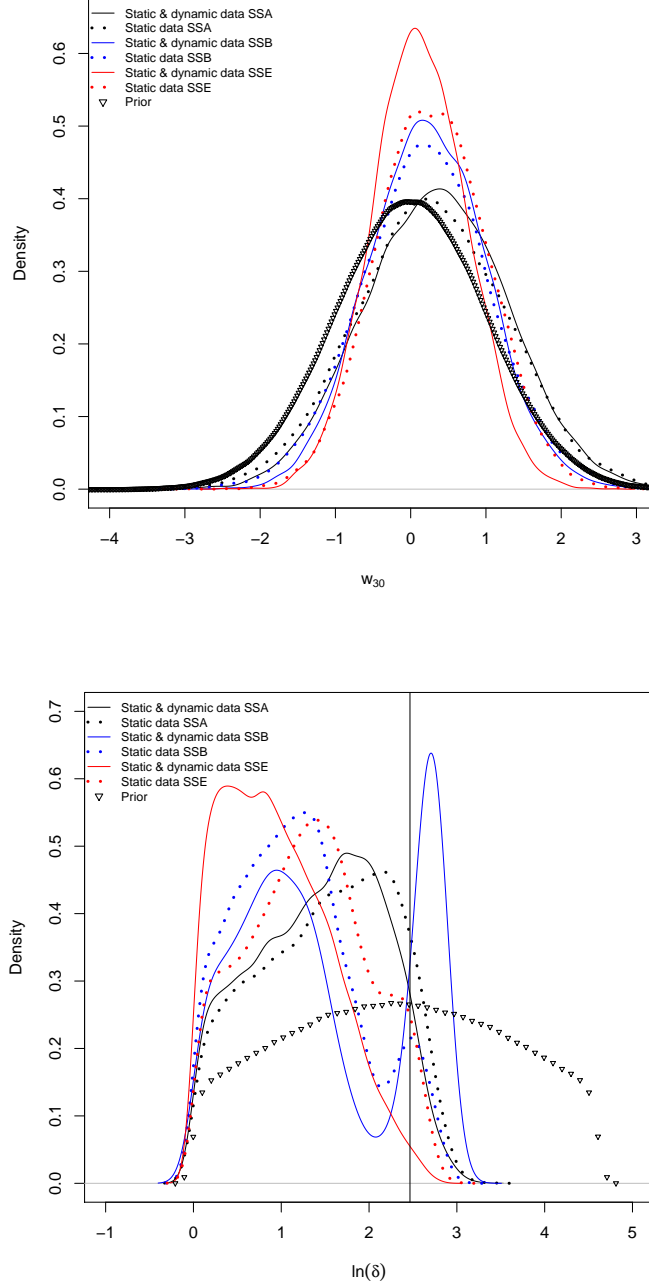 Static & dynamic data SSA
Static data SSA
Static & dynamic data SSB
Static data SSB
Static & dynamic data SSE
Static data SSE
Prior
Density
0.0 0.1 0.2 0.3 0.4 0.5 0.6
−4 −3 −2 −1 0 1 2 3
w30
Static & dynamic data SSA
Static data SSA
Static & dynamic data SSB
Static data SSB
Static & dynamic data SSE
Static data SSE
Prior
Density
0.0 0.1 0.2 0.3 0.4 0.5 0.6 0.7
−1 0 1 2 3 4 5
ln(δ)